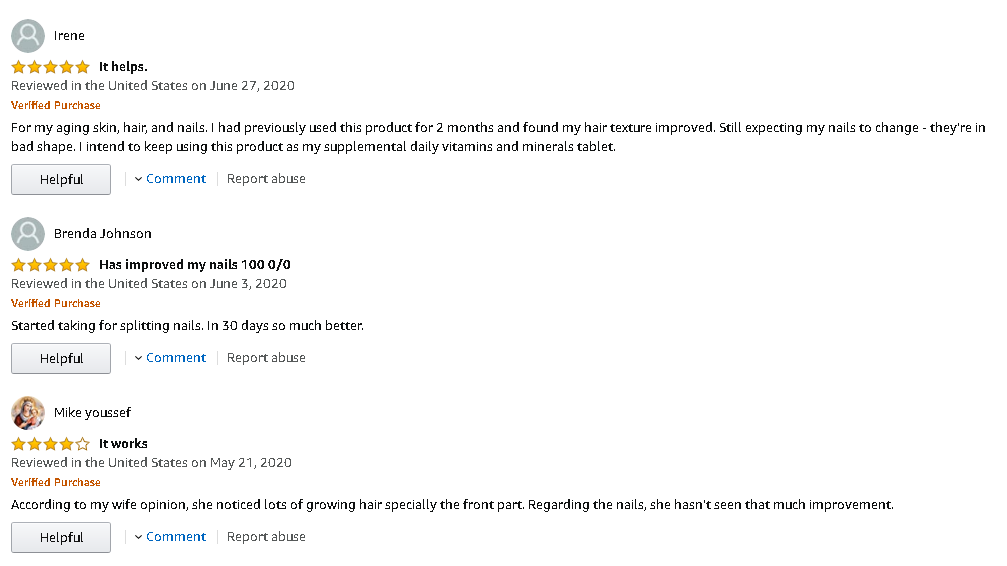 Irene
It helps.
Reviewed in the United States on June 27, 2020
Verified Purchase
For my aging skin, hair, and nails. I had previously used this product for 2 months and found my hair texture improved. Still expecting my nails to change - they're in
bad shape. I intend to keep using this product as my supplemental daily vitamins and minerals tablet.
Helpful Comment Report abuse
Brenda Johnson
Has improved my nails 100 0/0
Reviewed in the United States on June 3, 2020
Verified Purchase
Started taking for splitting nails. In 30 days so much better.
Helpful Comment Report abuse
Mike youssef
It works
Reviewed in the United States on May 21, 2020
Verified Purchase
According to my wife opinion, she noticed lots of growing hair specially the front part. Regarding the nails, she hasn't seen that much improvement.
Helpful Comment Report abuse